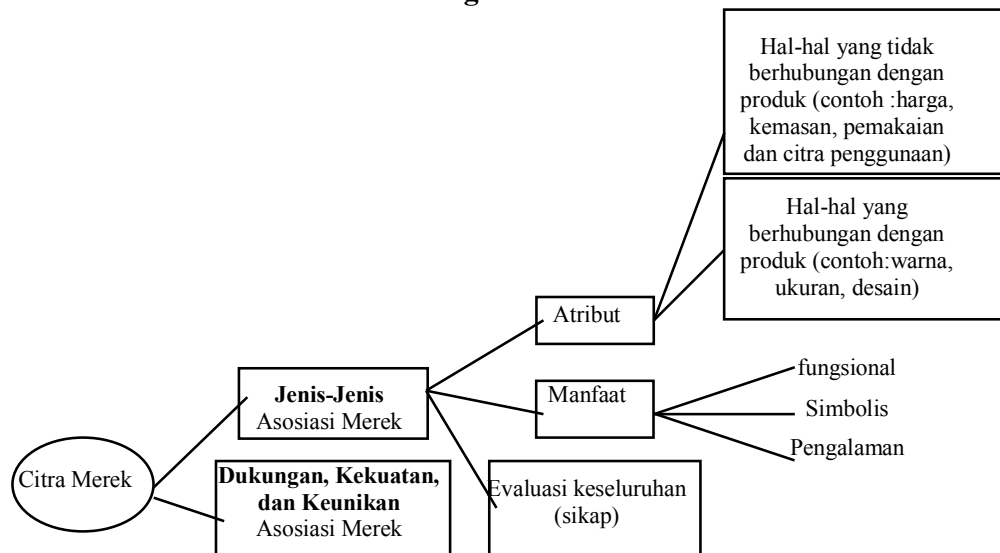 Hal-hal yang tidak
berhubungan dengan
produk (contoh :harga,
kemasan, pemakaian
dan citra penggunaan)
Hal-hal yang
berhubungan dengan
produk (contoh:warna,
ukuran, desain)
Atribut
Jenis-Jenis
Asosiasi Merek
Manfaat
fungsional
Simbolis
Pengalaman
Citra Merek
Dukungan, Kekuatan,
dan Keunikan
Asosiasi Merek
Evaluasi keseluruhan
(sikap)